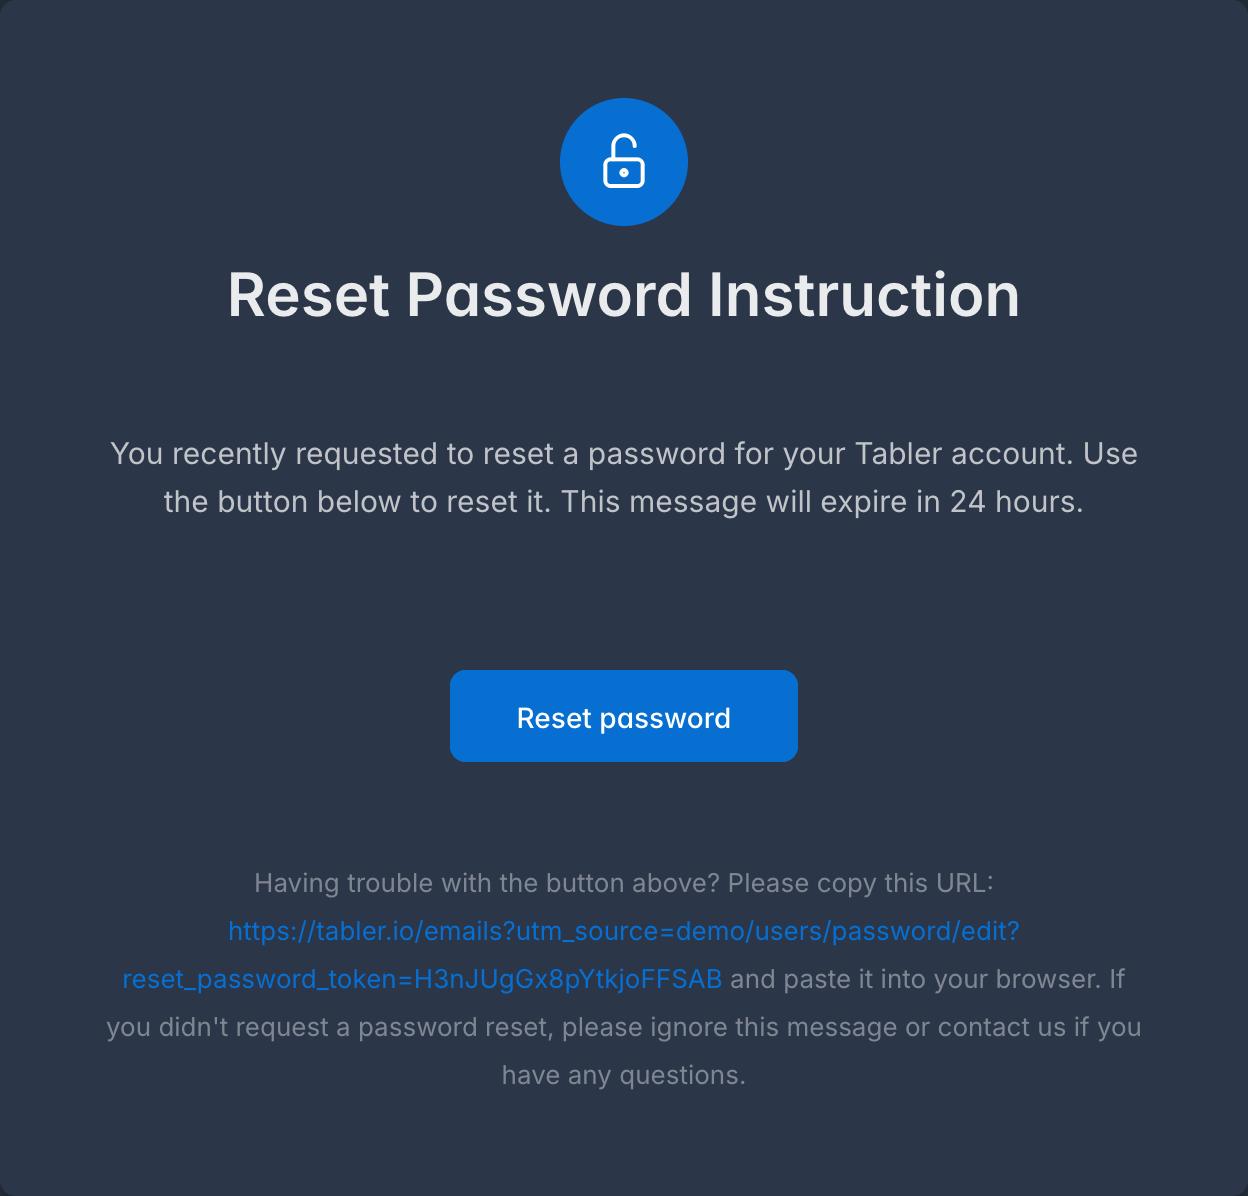 Reset Password Instruction
You recently requested to reset a password for your Tabler account. Use
the button below to reset it. This message will expire in 24 hours.
Reset password
Having trouble with the button above? Please copy this URL:
https://tabler.io/emails?utm_source=demo/users/password/edit?
reset_password_token=H3nJUgGx8pYtkjoFFSAB and paste it into your browser. If
you didn't request a password reset, please ignore this message or contact us if you
have any questions.